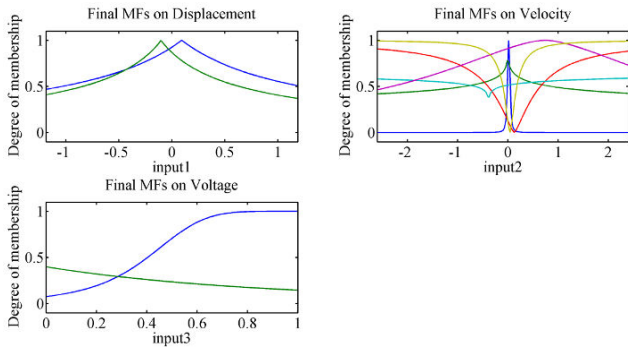 Final MFs on Displacement
Degree of membership
1
0.5
0
-1 -0.5 0 0.5 1
input1
Final MFs on Velocity
Degree of membership
1
0.5
0
-2 -1 0 1 2
input2
Final MFs on Voltage
Degree of membership
1
0.5
0
0 0.2 0.4 0.6 0.8 1
input3